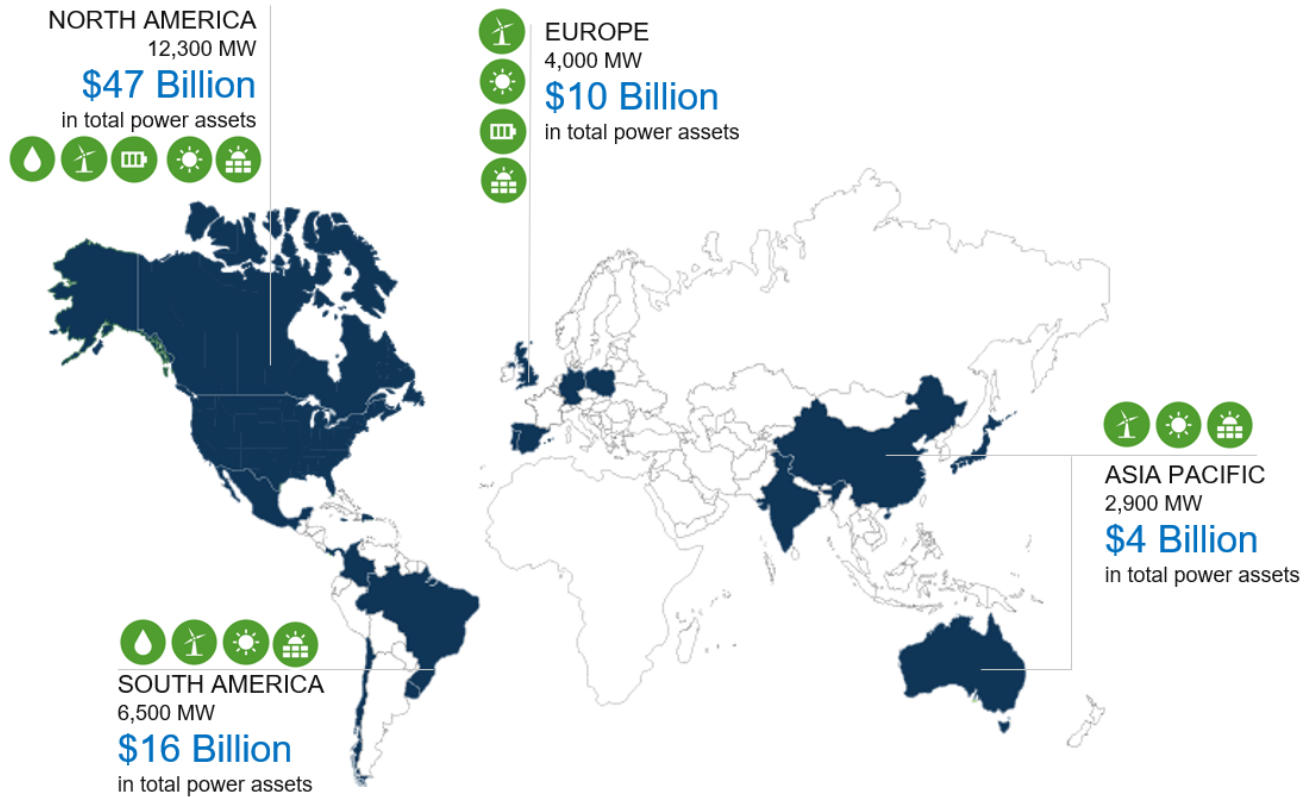 NORTH AMERICA
12,300 MW
$47 Billion
in total power assets
EUROPE
4,000 MW
$10 Billion
in total power assets
ASIA PACIFIC
2,900 MW
$4 Billion
in total power assets
SOUTH AMERICA
6,500 MW
$16 Billion
in total power assets